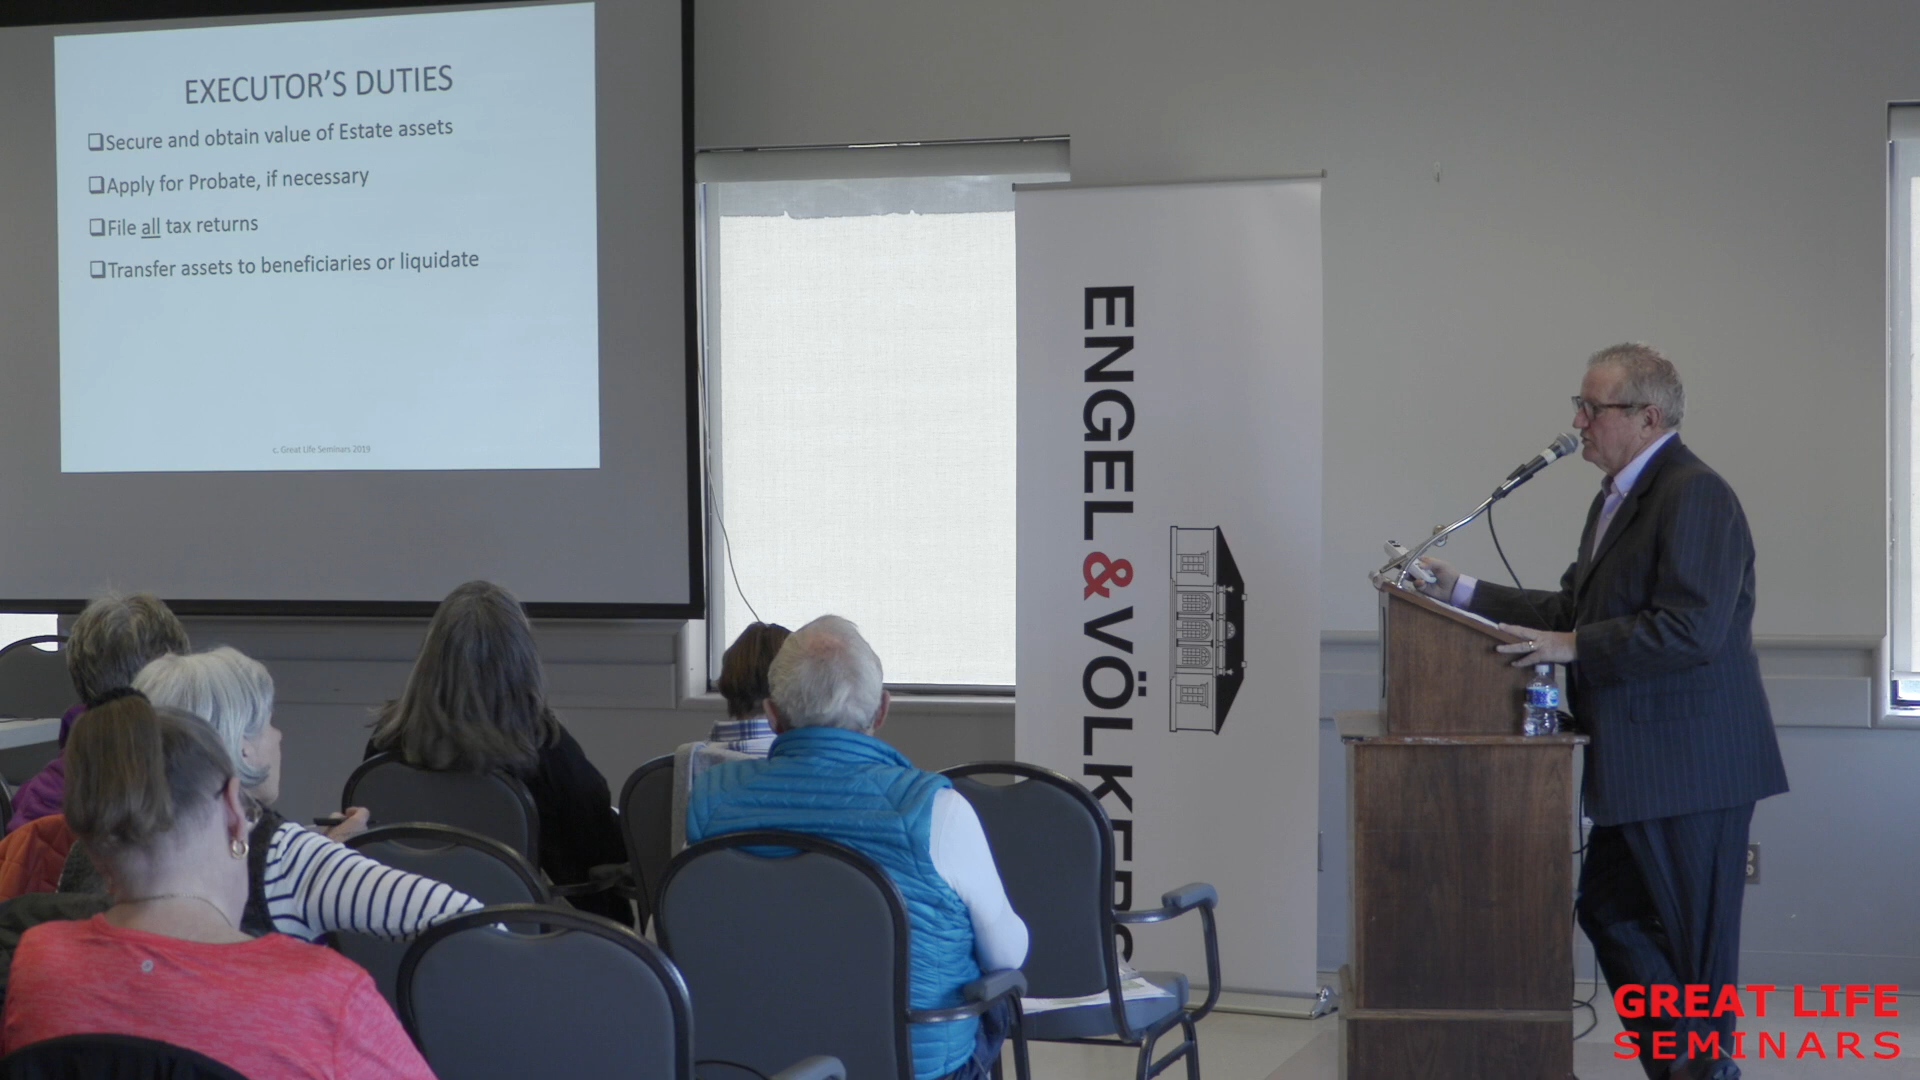 EXECUTOR'S DUTIES
❑Secure and obtain value of Estate assets
❑Apply for Probate, if necessary
❑File all tax returns
❑Transfer assets to beneficiaries or liquidate
c. Great Life Seminars 2019
ENGEL & VÖLKERS
GREAT LIFE
SEMINARS